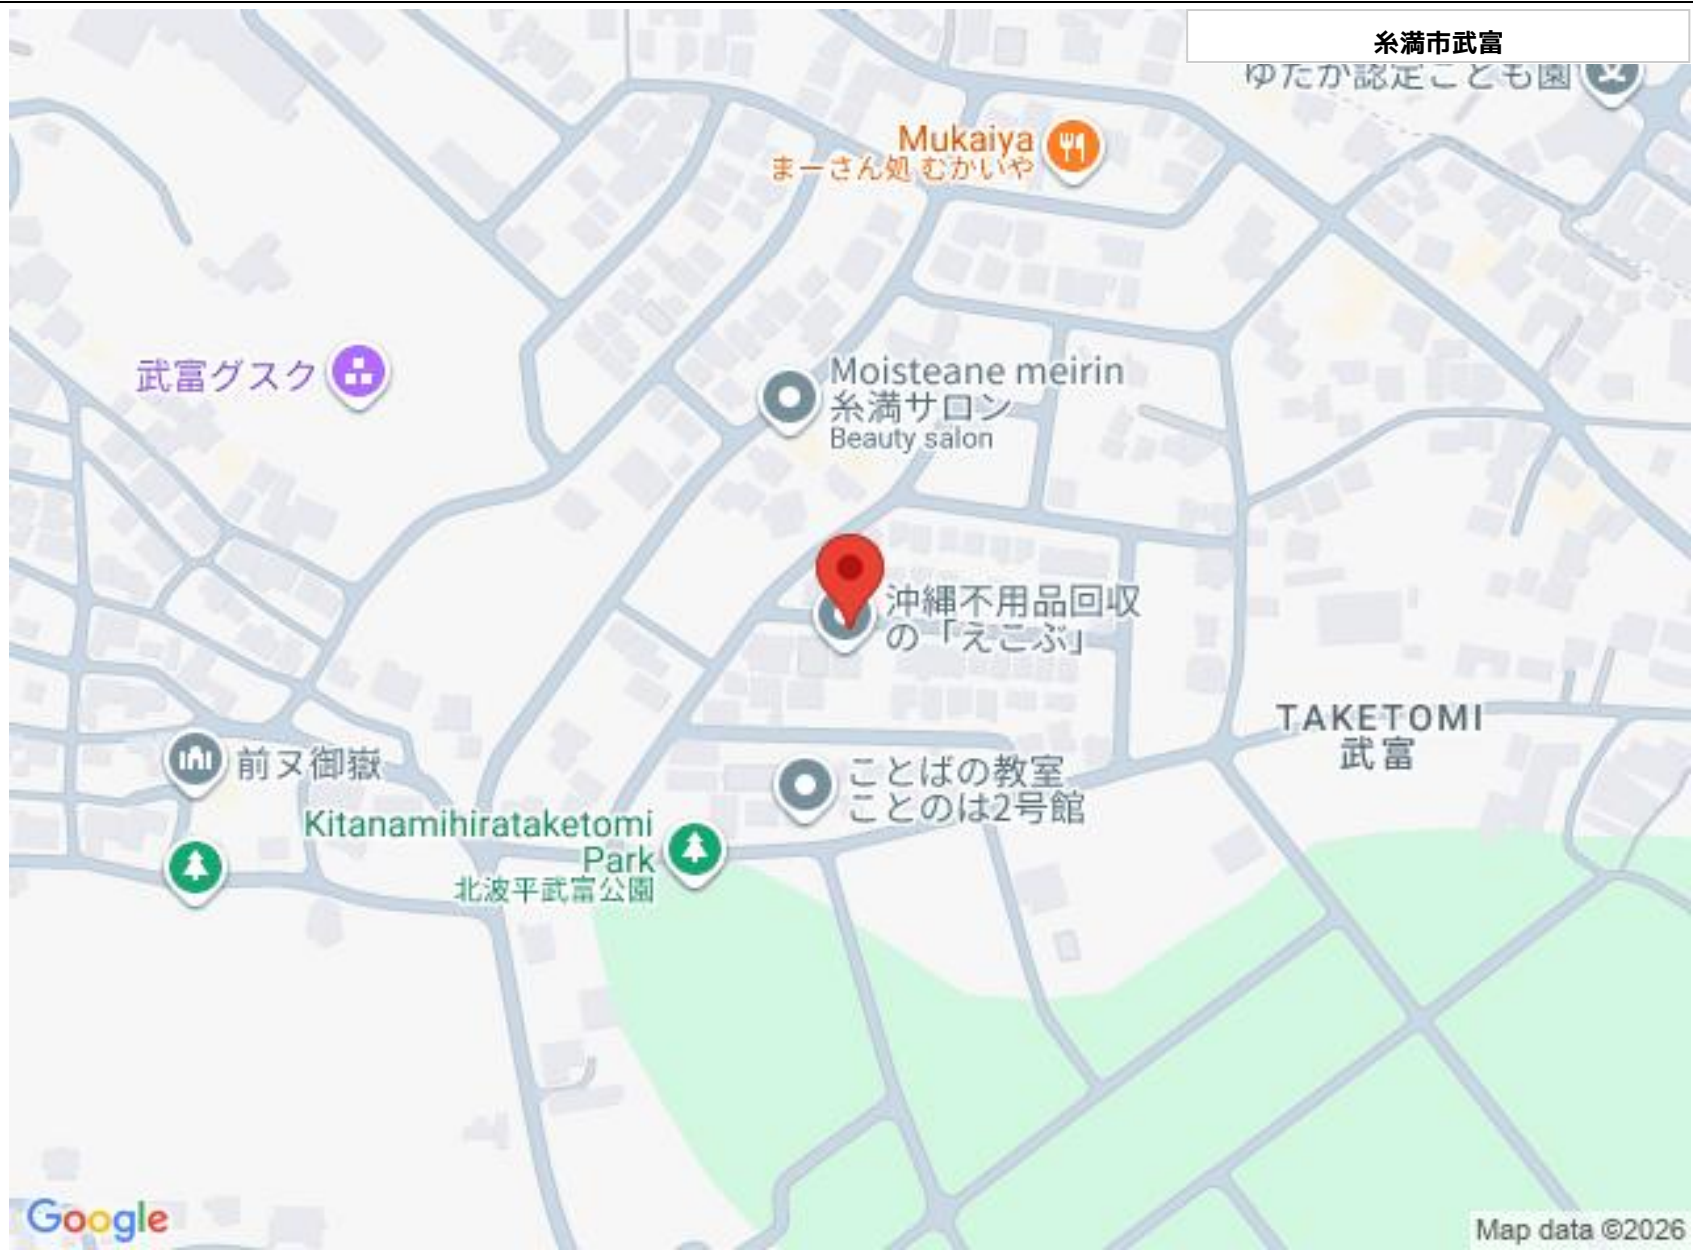 糸満市武富
ゆたか認定こども園
Mukaiya
まーさん処 むかいや
武富グスク
Moisteane meirin
糸満サロン
Beauty salon
沖縄不用品回収
の「えこぶ」
TAKETOMI
武富
前ヌ御嶽
ことばの教室
ことのは2号館
Kitanamihirataketomi
Park
北波平武富公園
Google
Map data ©2026